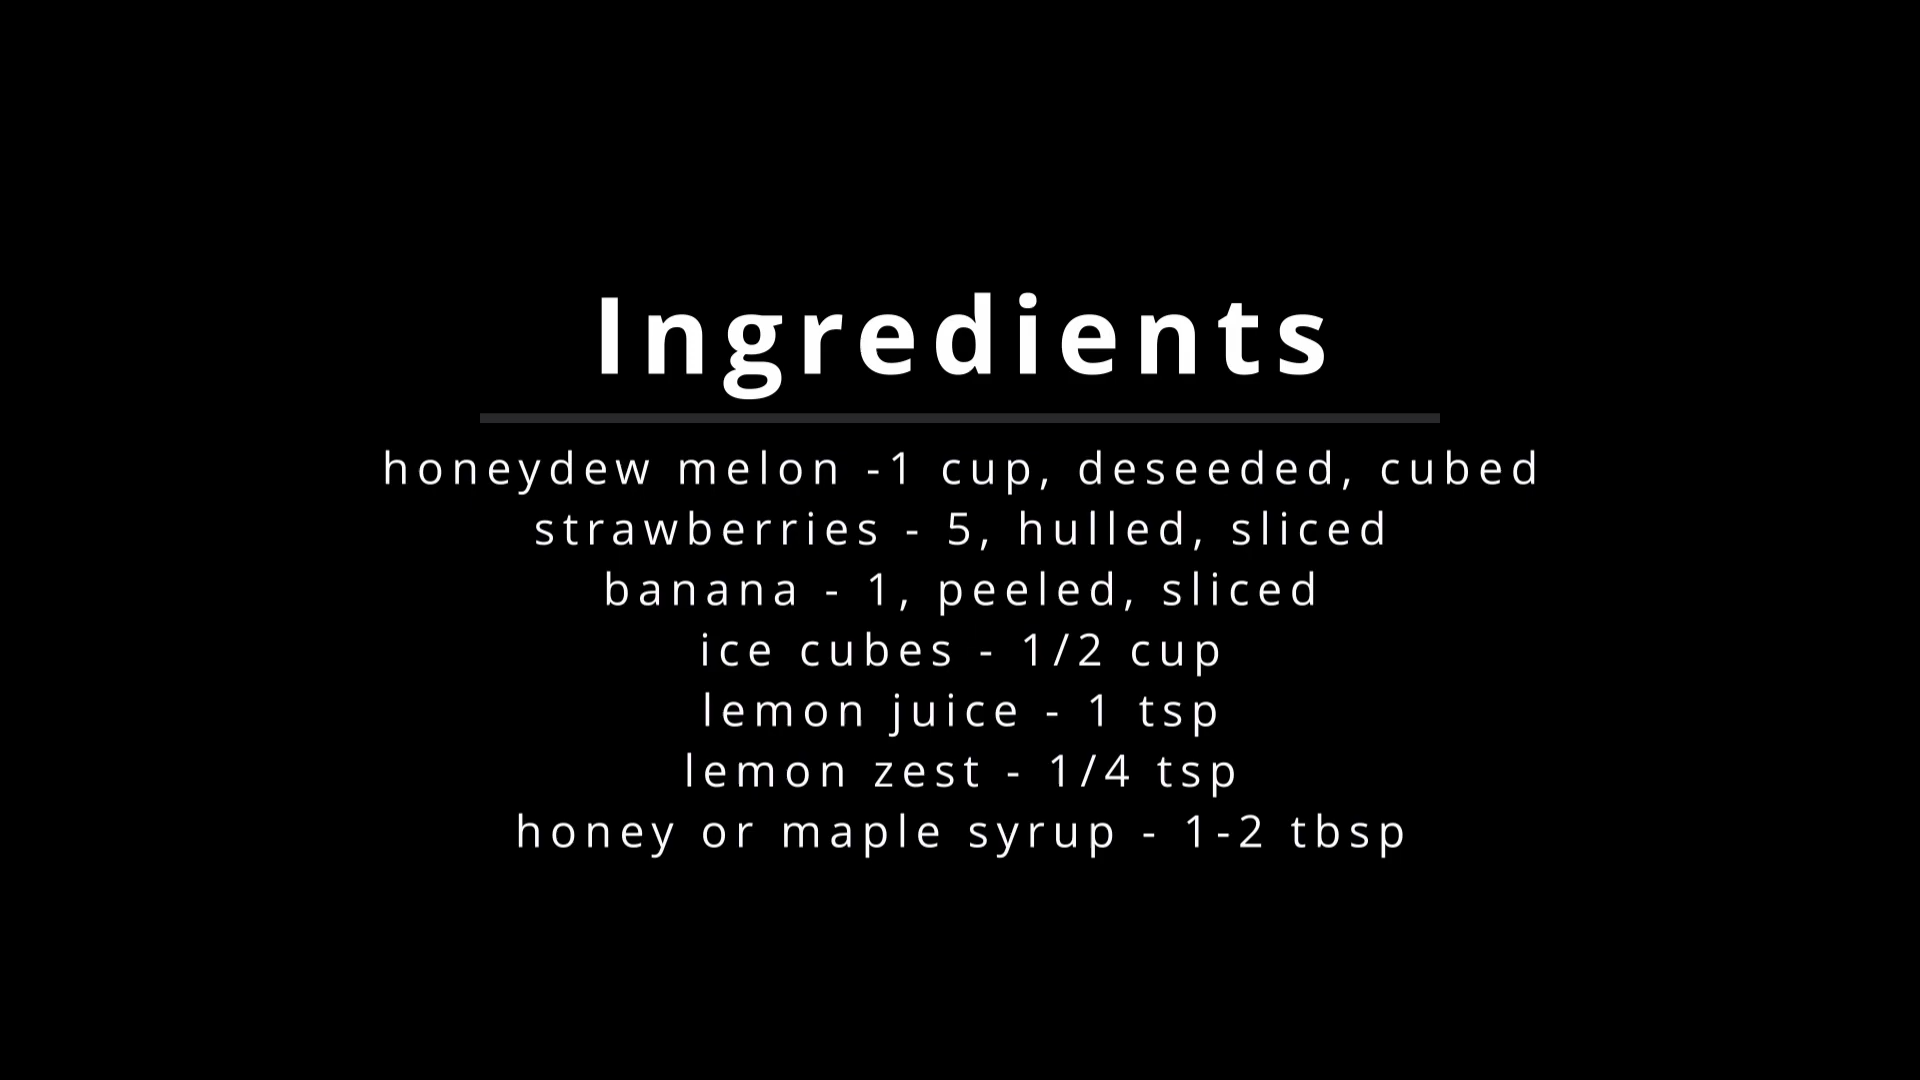 Ingredients
honeydew melon -1 cup, deseeded, cubed
strawberries - 5, hulled, sliced
banana - 1, peeled, sliced
ice cubes - 1/2 cup
lemon juice - 1 tsp
lemon zest - 1/4 tsp
honey or maple syrup - 1-2 tbsp